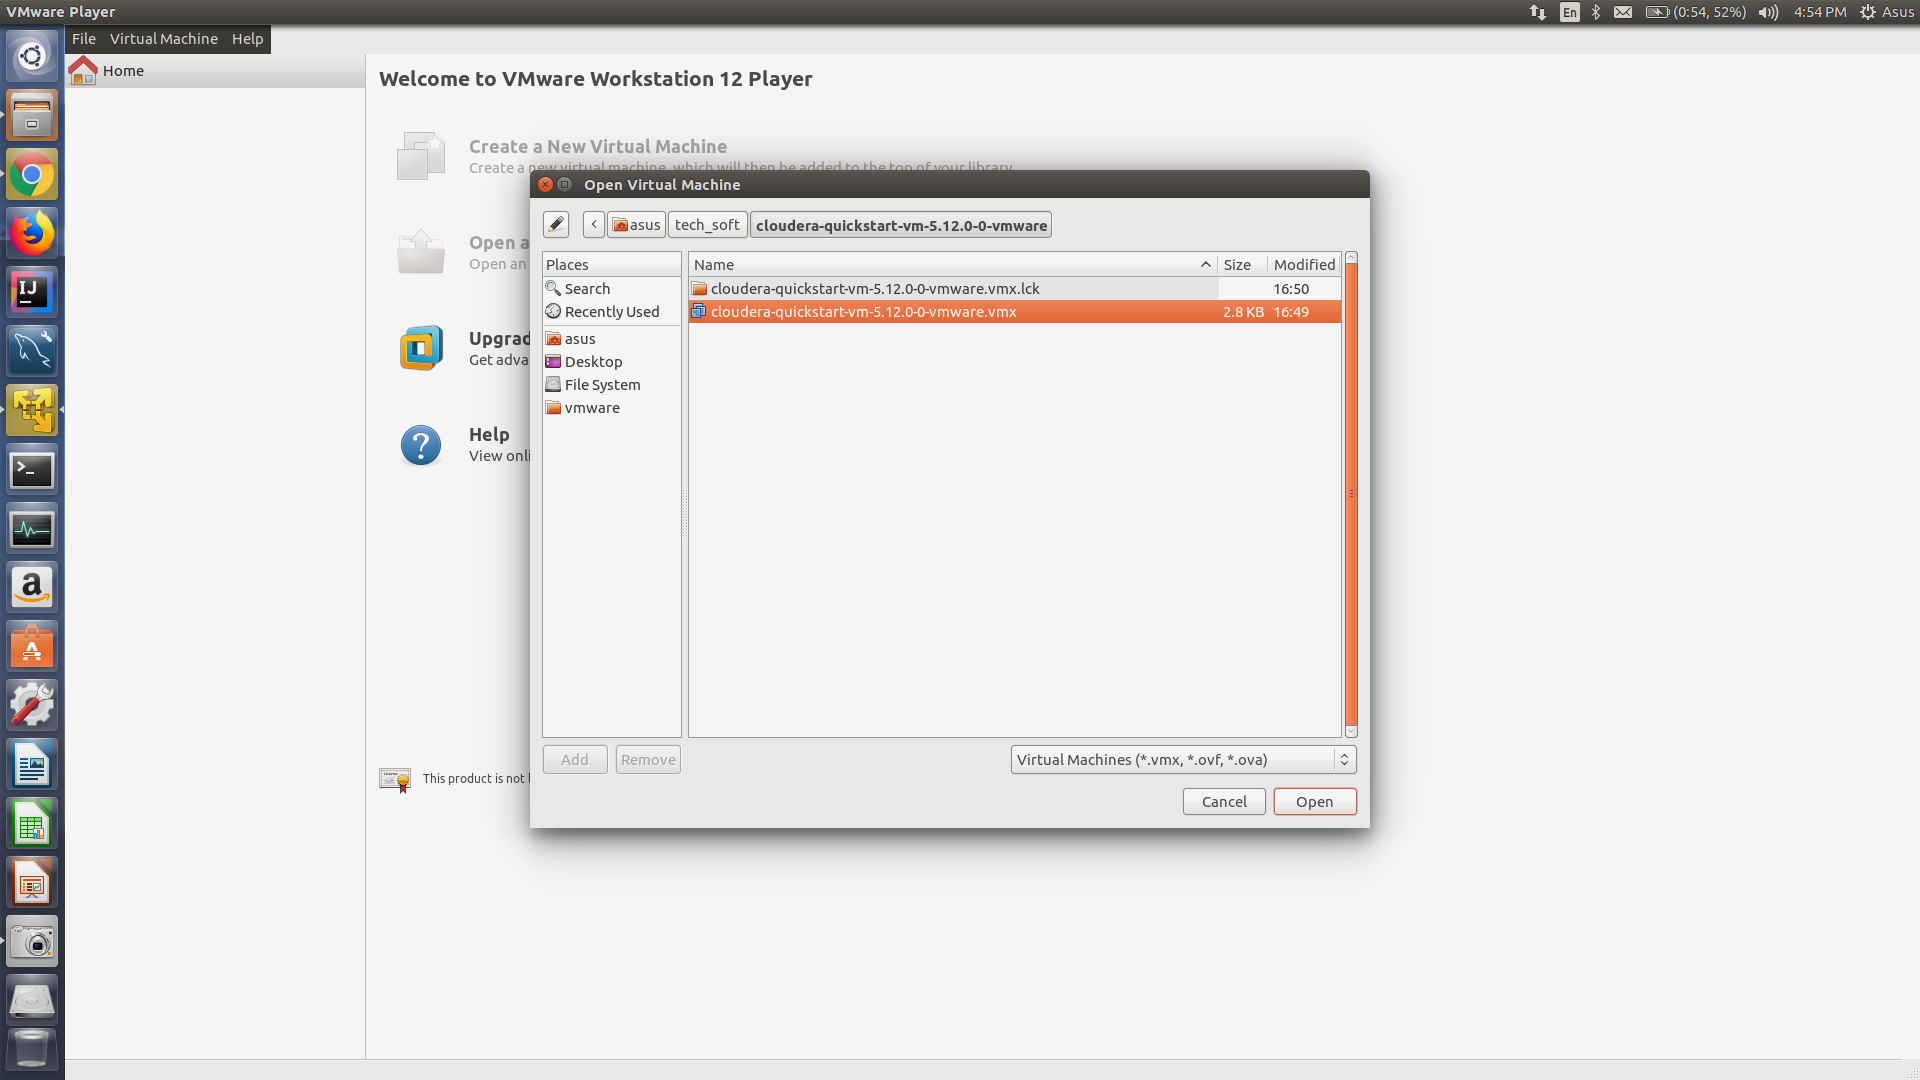 VMware Player
En
(0:54, 52%)
4:54 PM
Asus
File Virtual Machine Help
Home
Welcome to VMware Workstation 12 Player
Create a New Virtual Machine
Create a new virtual machine, which will then be added to the top of your library.
Open Virtual Machine
asus tech_soft cloudera-quickstart-vm-5.12.0-0-vmware
Open a
Open an
Places
Name Size Modified
Search
cloudera-quickstart-vm-5.12.0-0-vmware.vmx.lck 16:50
Recently Used
cloudera-quickstart-vm-5.12.0-0-vmware.vmx 2.8 KB 16:49
asus
Desktop
File System
vmware
Upgrad
Get adva
Help
View onli
Add Remove
Virtual Machines (*.vmx, *.ovf, *.ova)
This product is not
Cancel Open
IJ
>_
a
A
?